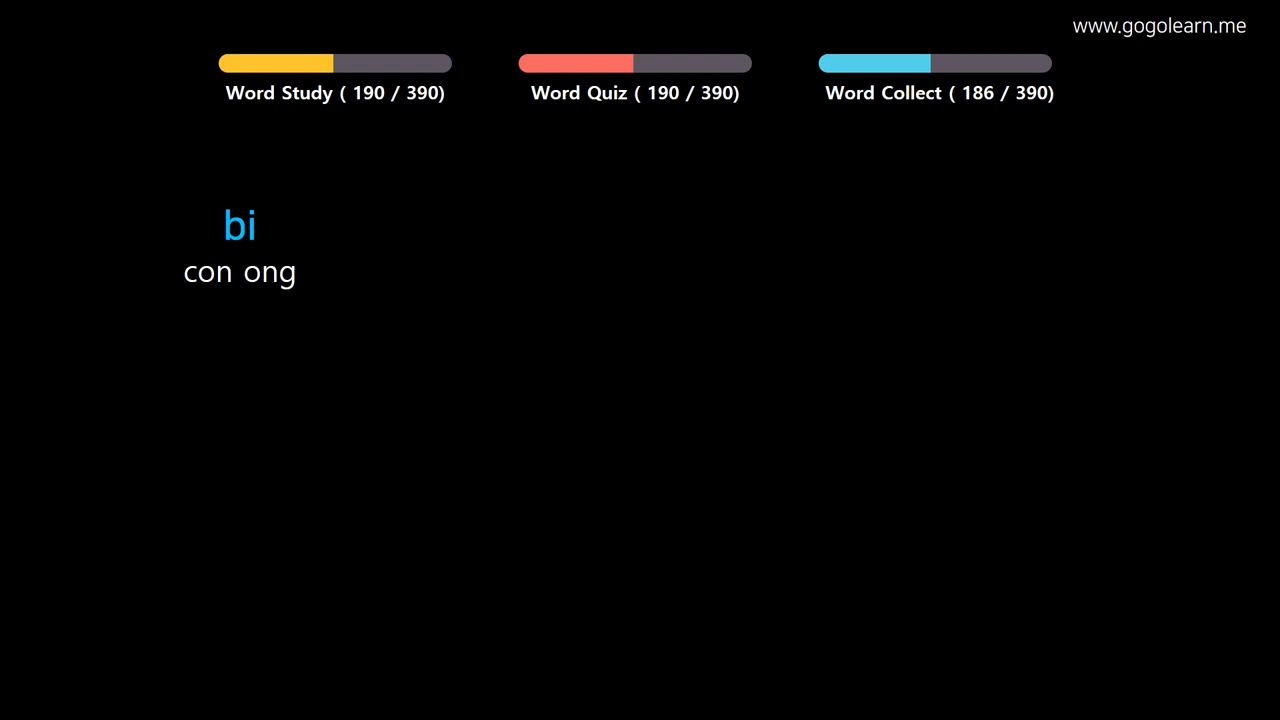 www.gogolearn.me
Word Study ( 190 / 390)
Word Quiz ( 190 / 390)
Word Collect ( 186 / 390)
bi
con ong